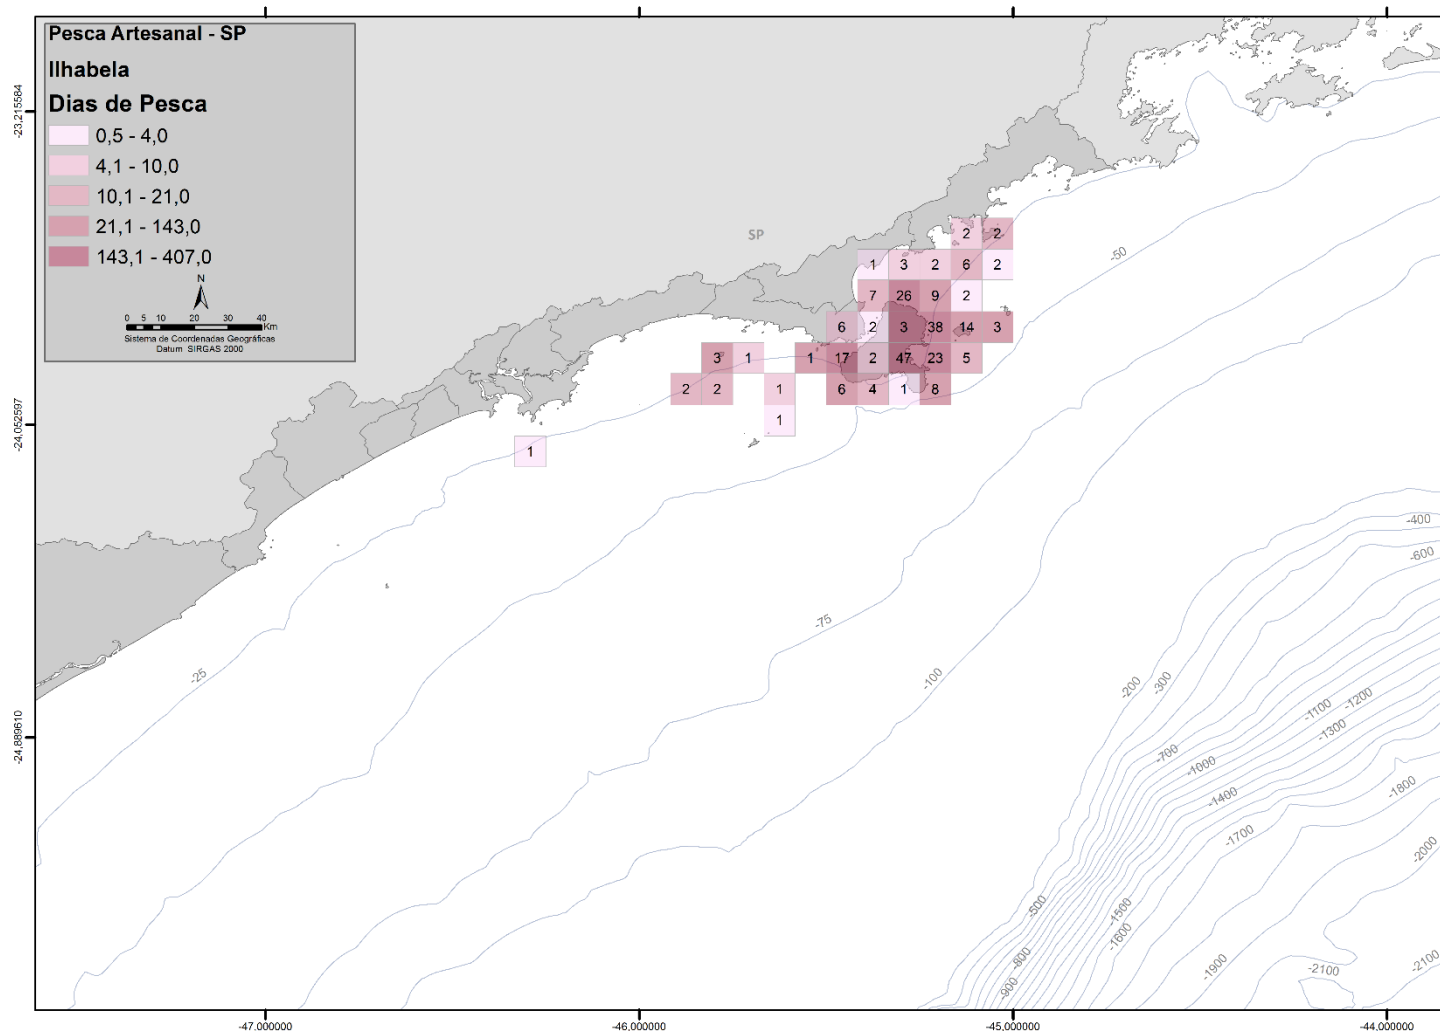 Pesca Artesanal - SP
Ilhabela
Dias de Pesca
0,5 - 4,0
4,1 - 10,0
10,1 - 21,0
21,1 - 143,0
143,1 - 407,0
N
0 5 10 20 30 40
Km
Sistema de Coordenadas Geográficas
Datum SIRGAS 2000
-23,215584
-24,052597
-24,889610
SP
2 2
1 3 2 6 2
7 26 9 2
6 2 3 38 14 3
3 1 1 17 2 47 23 5
2 2 1 6 4 1 8
1
1
-50
-25
-75
-100
-200
-300
-400
-600
-700
-1000
-1100
-1200
-1300
-1400
-1700
-1800
-2000
-500
-1500
-1600
-800
-900
-1900
-2100
-2100
-47,000000
-46,000000
-45,000000
-44,000000